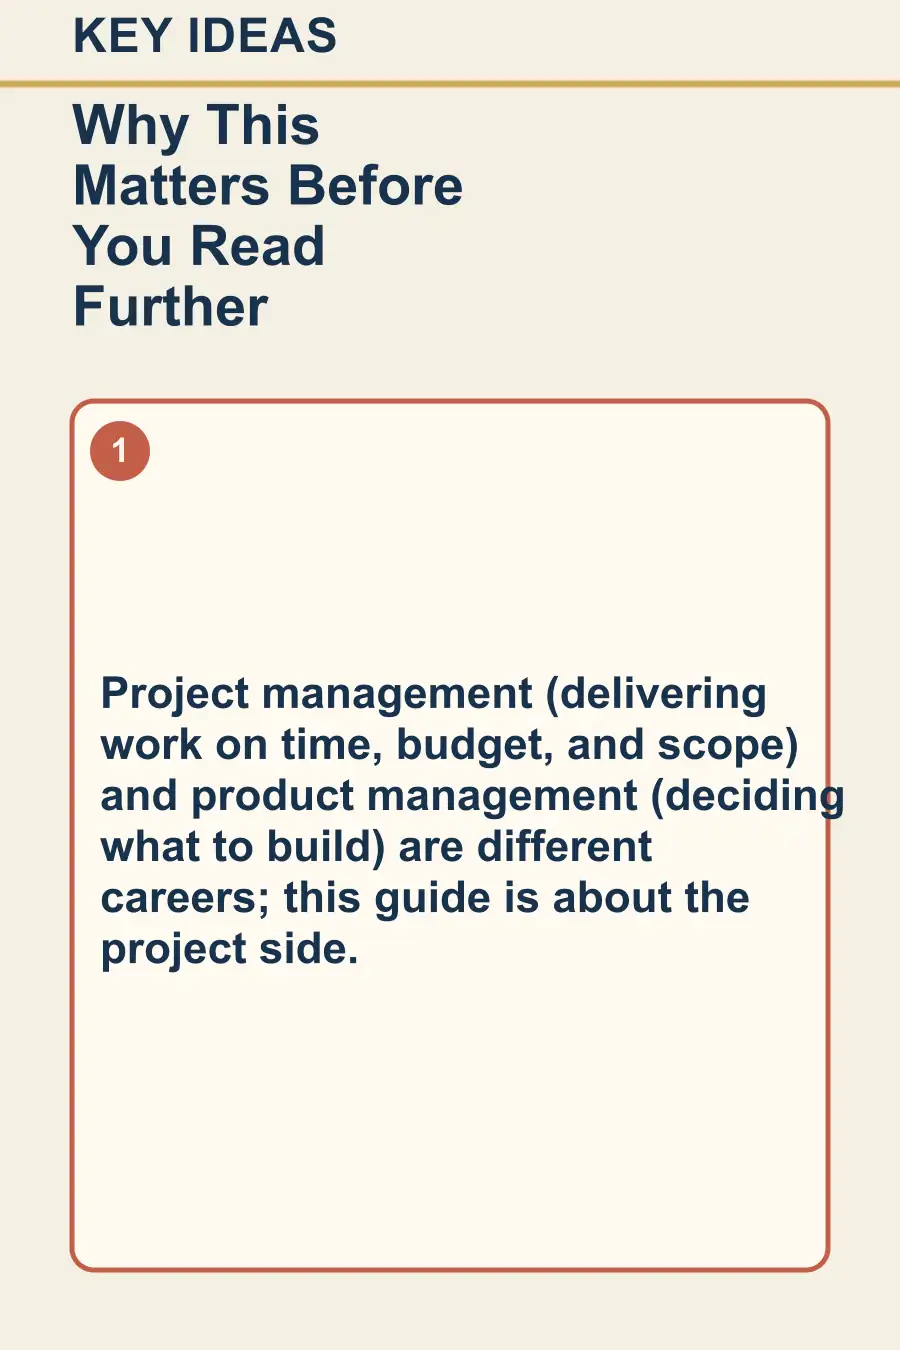 KEY IDEAS
Why This
Matters Before
You Read
Further
1
Project management (delivering
work on time, budget, and scope)
and product management (deciding
what to build) are different
careers; this guide is about the
project side.